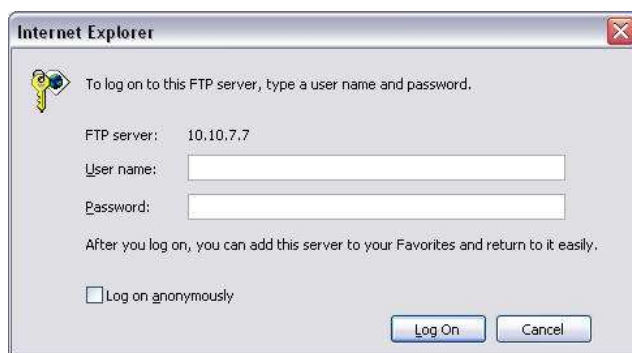 Internet Explorer
To log on to this FTP server, type a user name and password.
FTP server: 10.10.7.7
User name:
Password:
After you log on, you can add this server to your Favorites and return to it easily.
Log on anonymously
Log On Cancel